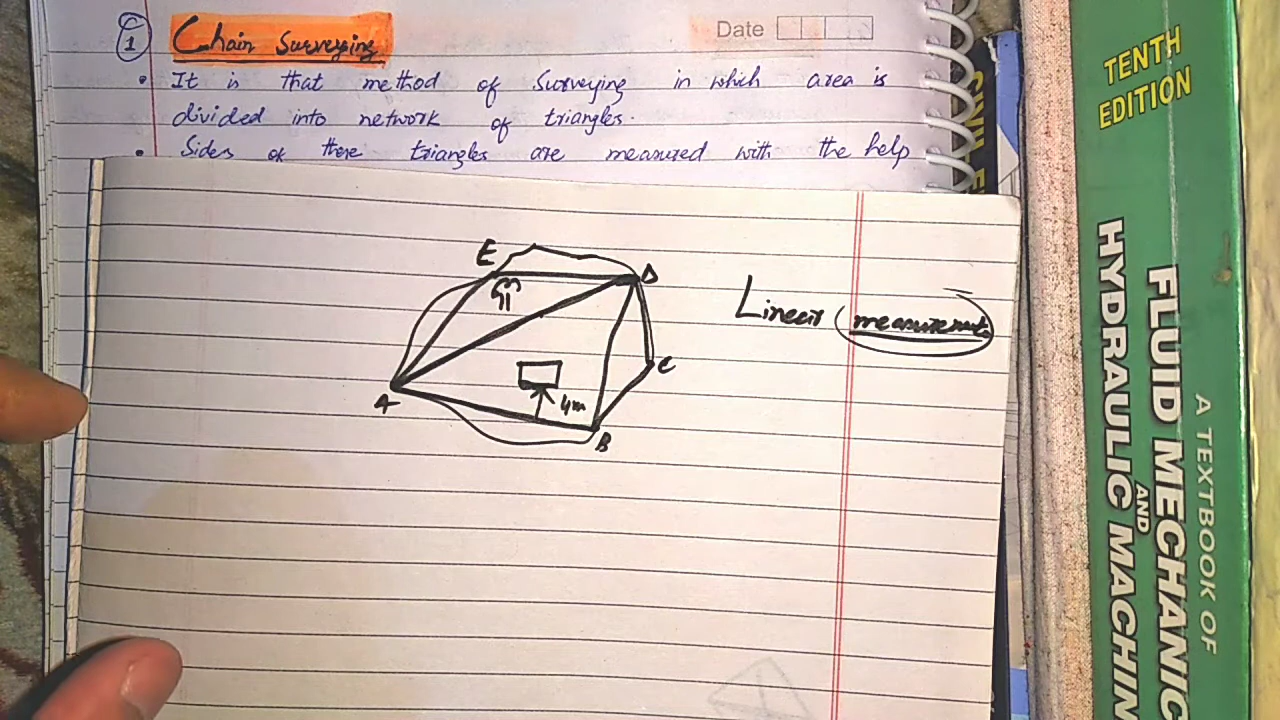 1 Chain Surveying
Date
• It is that method of Surveying in which area is
divided into network of triangles.
• Sides of these triangles are measured with the help
E
D
Linear measurement
C
A
4m
B
TENTH
EDITION
A TEXTBOOK OF
FLUID MECHANIC
AND
HYDRAULIC MACHIN